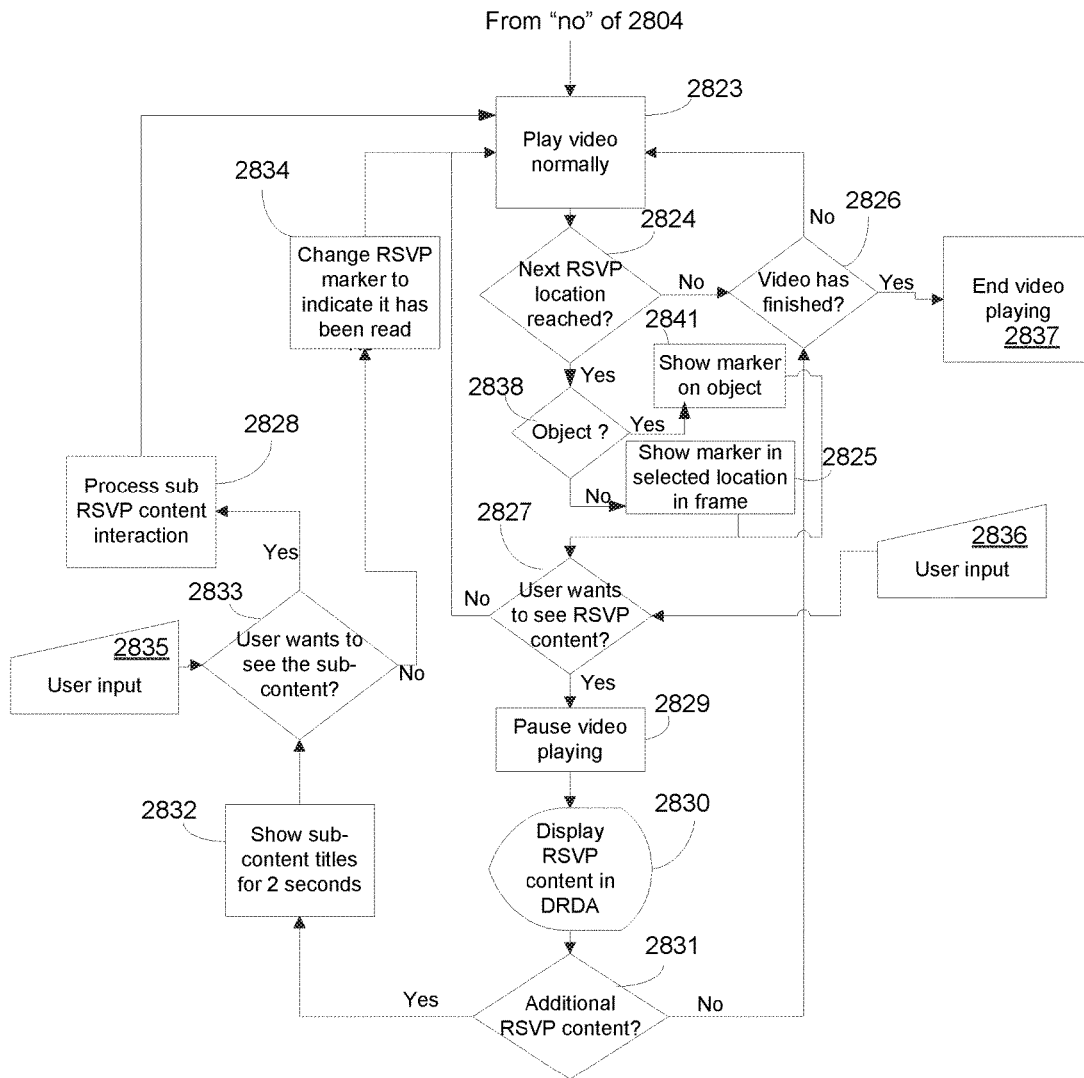 From “no” of 2804
2823
Play video
normally
2834
Change RSVP
marker to
indicate it has
been read
2824
Next RSVP
location
reached?
No
Yes
2826
No
Video has
finished?
Yes
End video
playing
2837
2841
Show marker
on object
2838
Object ?
Yes
No
Show marker in
selected location
in frame
2825
2828
Process sub
RSVP content
interaction
Yes
2827
User wants
to see RSVP
content?
No
Yes
2836
User input
2833
User wants to
see the sub-
content?
No
2835
User input
2829
Pause video
playing
2830
Display
RSVP
content in
DRDA
2832
Show sub-
content titles
for 2 seconds
2831
Additional
RSVP content?
Yes
No